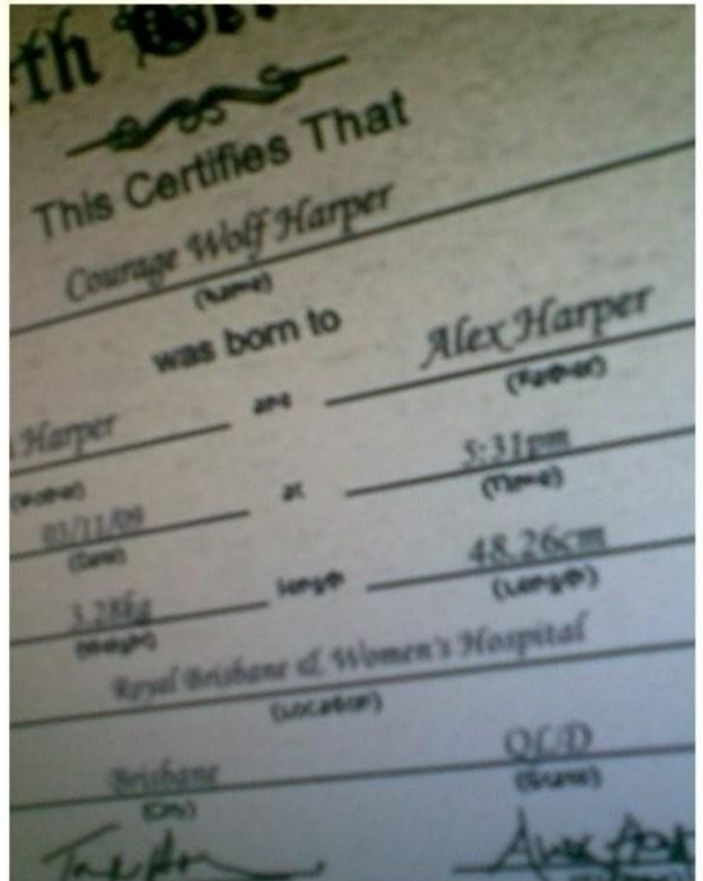 This Certifies That
Courage Wolf Harper
(Name)
was born to
Harper and Alex Harper
(Mother) (Father)
03/11/09 at 5:31pm
(Date) (Time)
3.28kg length 48.26cm
(Weight) (Length)
Royal Brisbane & Women's Hospital
(Location)
Brisbane QLD
(City) (State)